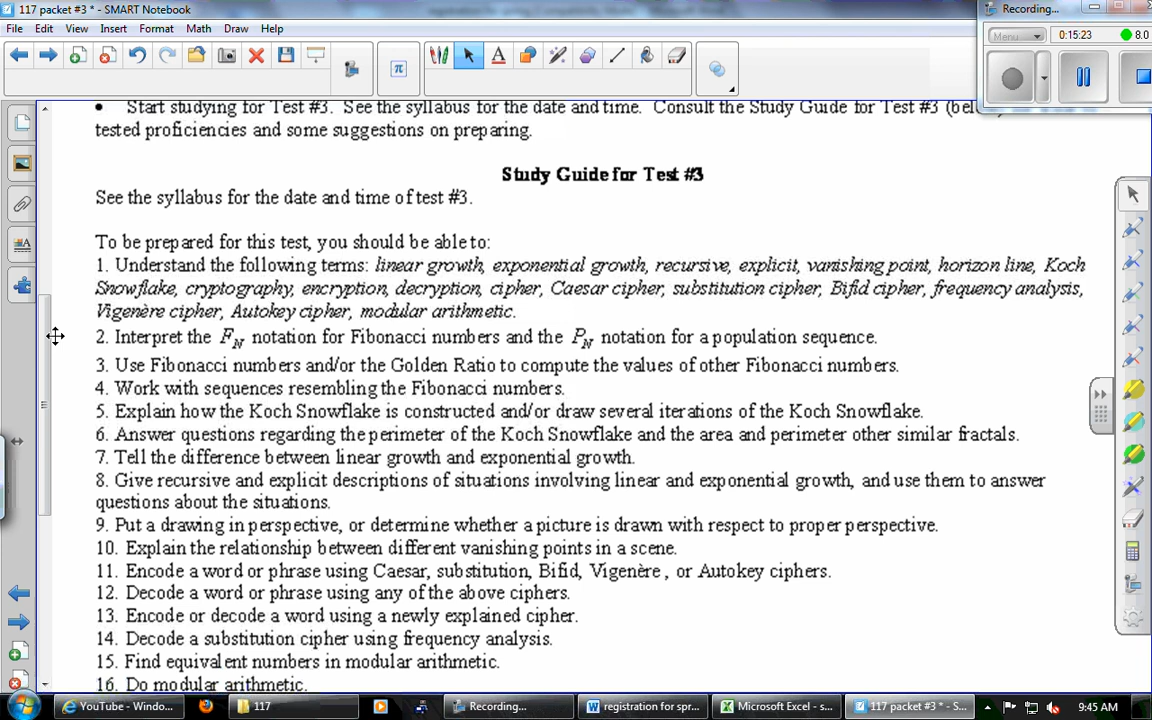 117 packet #3 * - SMART Notebook
Recording...
File Edit View Insert Format Math Draw Help
Menu
0:15:23
8.0
π
A
• Start studying for Test #3. See the syllabus for the date and time. Consult the Study Guide for Test #3
tested proficiencies and some suggestions on preparing.
Study Guide for Test #3
See the syllabus for the date and time of test #3.
To be prepared for this test, you should be able to:
1. Understand the following terms: linear growth, exponential growth, recursive, explicit, vanishing point, horizon line, Koch
Snowflake, cryptography, encryption, decryption, cipher, Caesar cipher, substitution cipher, Bifid cipher, frequency analysis,
Vigenère cipher, Autokey cipher, modular arithmetic.
2. Interpret the F_N notation for Fibonacci numbers and the P_N notation for a population sequence.
3. Use Fibonacci numbers and/or the Golden Ratio to compute the values of other Fibonacci numbers.
4. Work with sequences resembling the Fibonacci numbers.
5. Explain how the Koch Snowflake is constructed and/or draw several iterations of the Koch Snowflake.
6. Answer questions regarding the perimeter of the Koch Snowflake and the area and perimeter other similar fractals.
7. Tell the difference between linear growth and exponential growth.
8. Give recursive and explicit descriptions of situations involving linear and exponential growth, and use them to answer
questions about the situations.
9. Put a drawing in perspective, or determine whether a picture is drawn with respect to proper perspective.
10. Explain the relationship between different vanishing points in a scene.
11. Encode a word or phrase using Caesar, substitution, Bifid, Vigenère , or Autokey ciphers.
12. Decode a word or phrase using any of the above ciphers.
13. Encode or decode a word using a newly explained cipher.
14. Decode a substitution cipher using frequency analysis.
15. Find equivalent numbers in modular arithmetic.
16. Do modular arithmetic.
YouTube - Windo... 117 Recording... registration for spr... Microsoft Excel - s... 117 packet #3 * - S... 9:45 AM